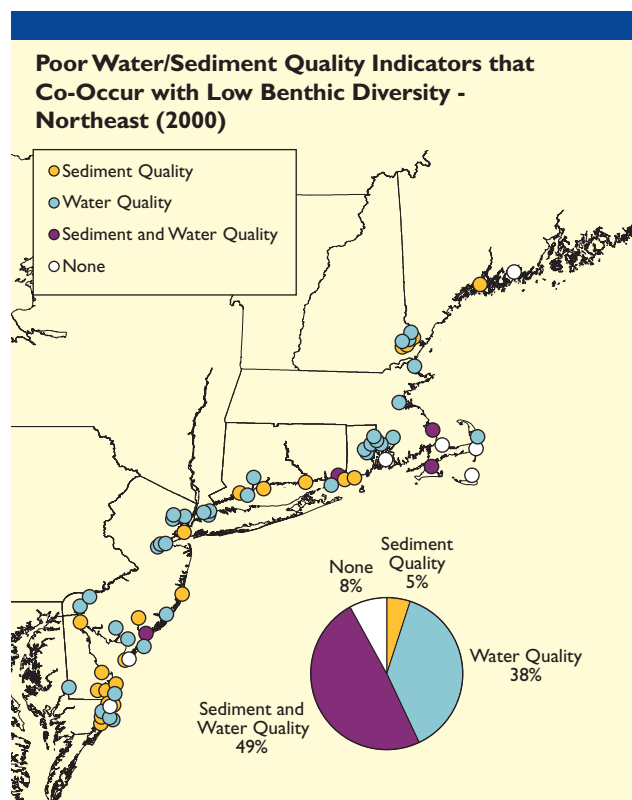 Poor Water/Sediment Quality Indicators that
Co-Occur with Low Benthic Diversity -
Northeast (2000)
Sediment Quality
Water Quality
Sediment and Water Quality
None
None
8%
Sediment
Quality
5%
Water Quality
38%
Sediment and
Water Quality
49%